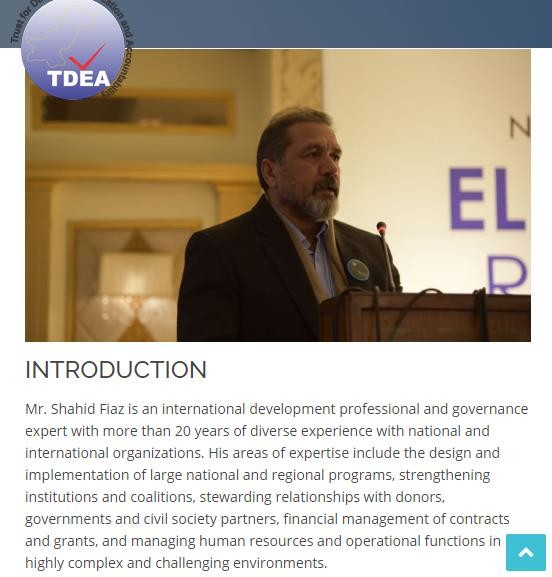 Trust for De
ation and Accountability
TDEA
N
EL
R
INTRODUCTION
Mr. Shahid Fiaz is an international development professional and governance
expert with more than 20 years of diverse experience with national and
international organizations. His areas of expertise include the design and
implementation of large national and regional programs, strengthening
institutions and coalitions, stewarding relationships with donors,
governments and civil society partners, financial management of contracts
and grants, and managing human resources and operational functions in
highly complex and challenging environments.